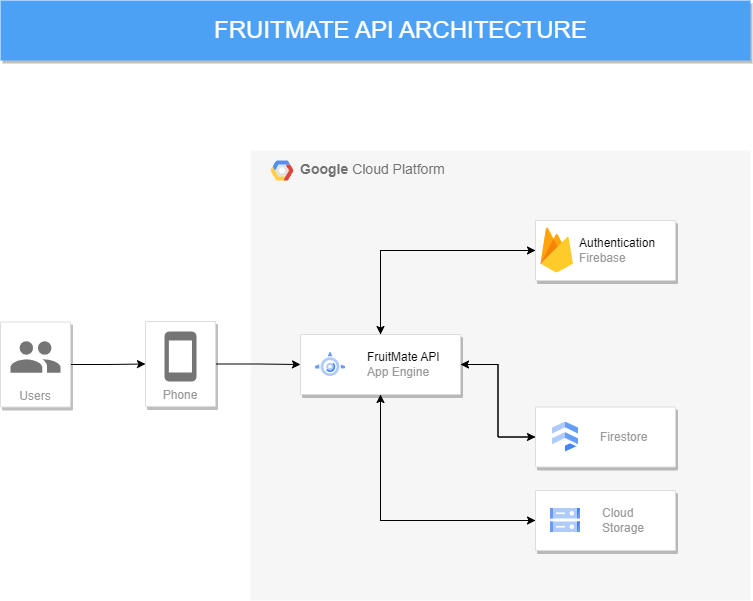 FRUITMATE API ARCHITECTURE
Google Cloud Platform
Authentication
Firebase
Users
Phone
FruitMate API
App Engine
Firestore
Cloud
Storage